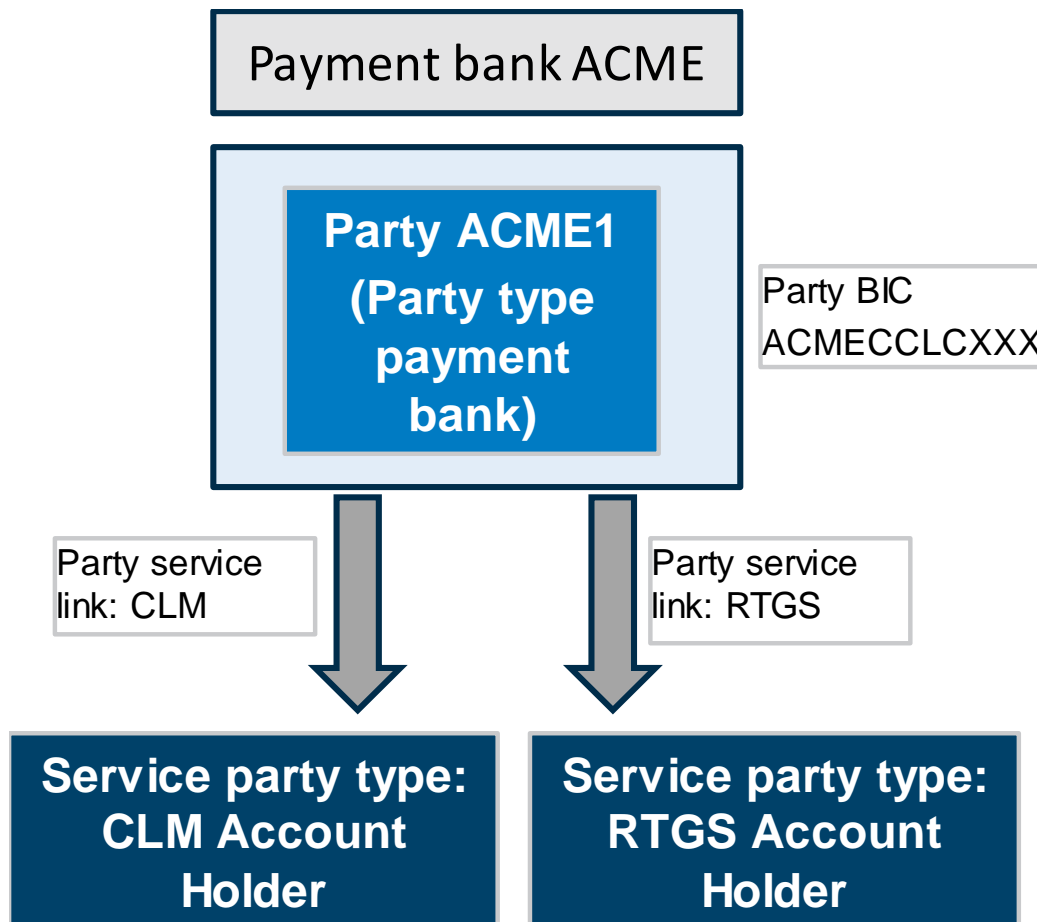 Payment bank ACME
Party ACME1
(Party type
payment
bank)
Party BIC
ACMECCLCXXX
Party service
link: CLM
Party service
link: RTGS
Service party type:
CLM Account
Holder
Service party type:
RTGS Account
Holder